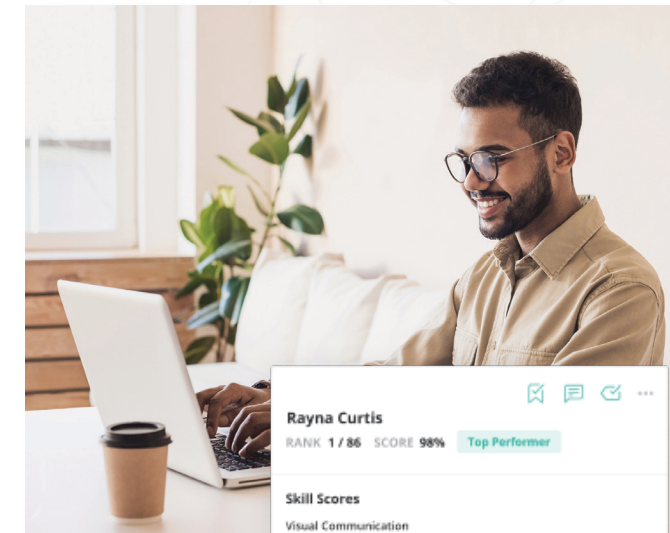 Rayna Curtis
RANK 1 / 86 SCORE 98% Top Performer
Skill Scores
Visual Communication